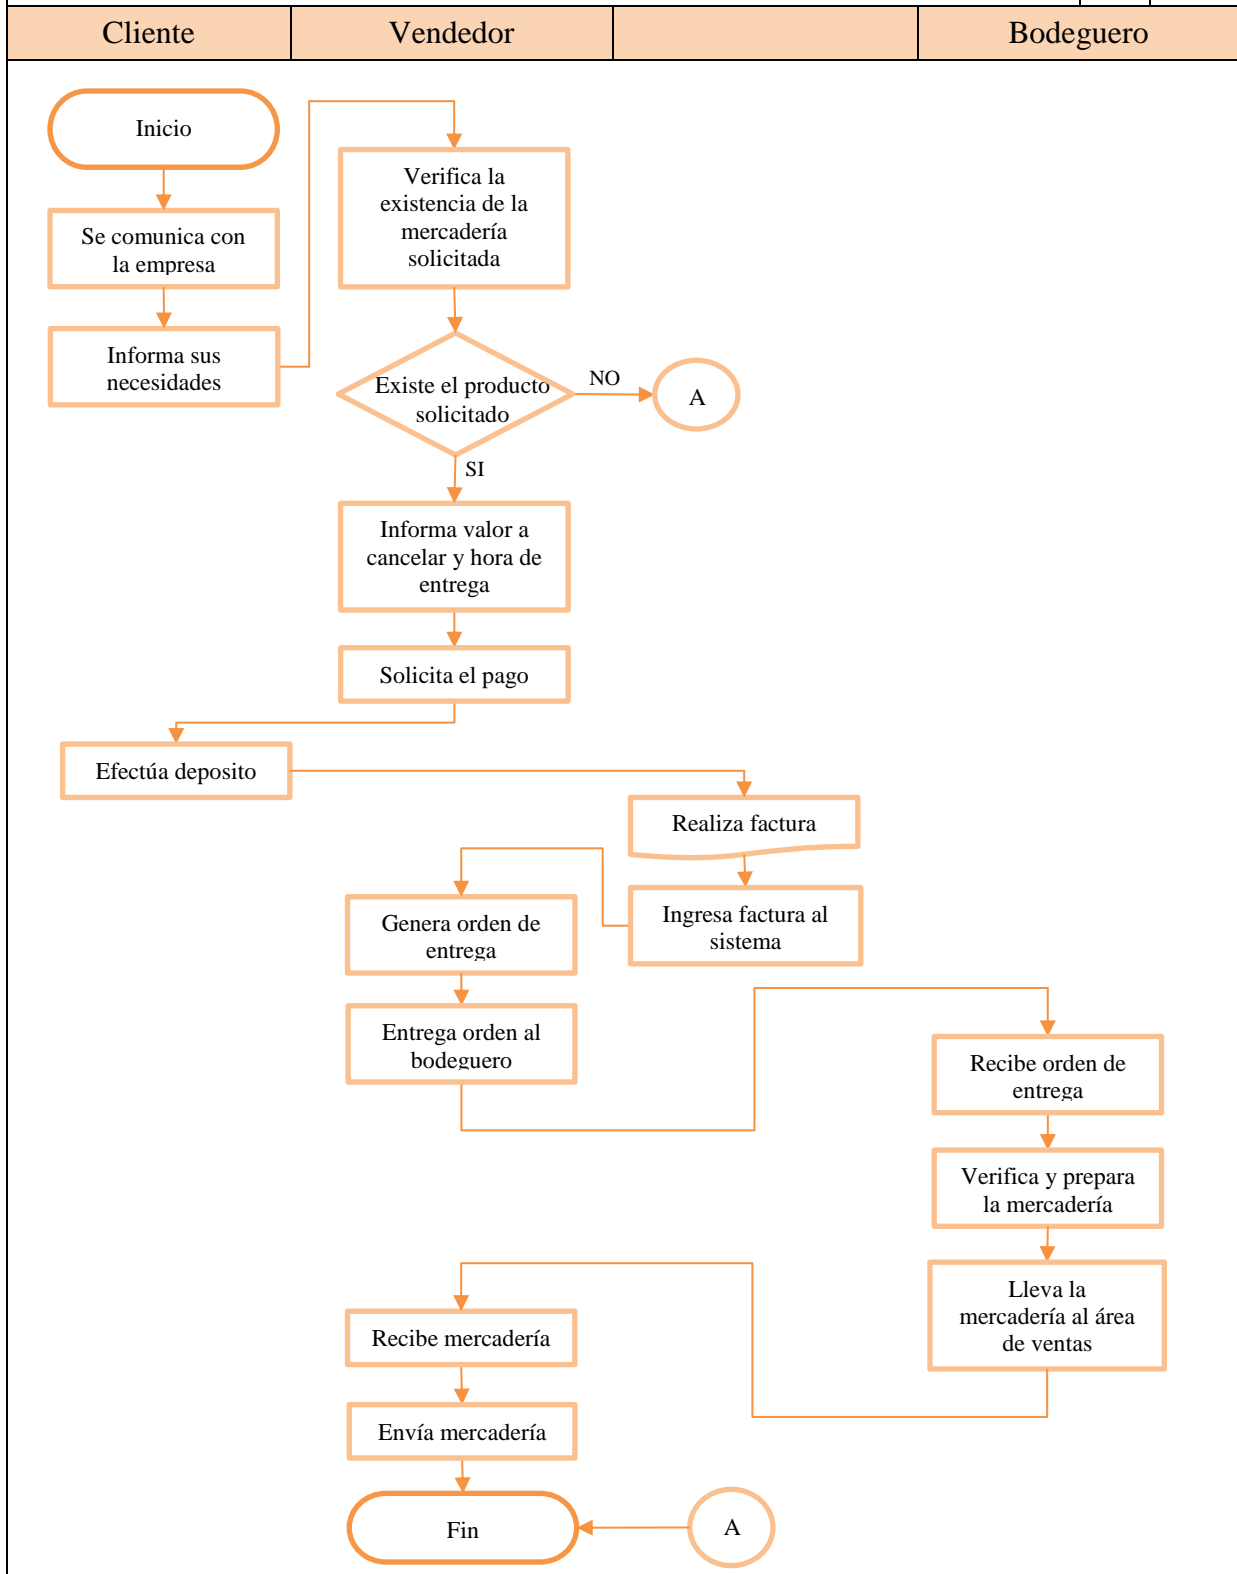 Cliente
Vendedor
Bodeguero
Inicio
Se comunica con
la empresa
Informa sus
necesidades
Verifica la
existencia de la
mercadería
solicitada
Existe el producto
solicitado
NO
A
SI
Informa valor a
cancelar y hora de
entrega
Solicita el pago
Efectúa deposito
Realiza factura
Ingresa factura al
sistema
Genera orden de
entrega
Entrega orden al
bodeguero
Recibe orden de
entrega
Verifica y prepara
la mercadería
Lleva la
mercadería al área
de ventas
Recibe mercadería
Envía mercadería
Fin
A